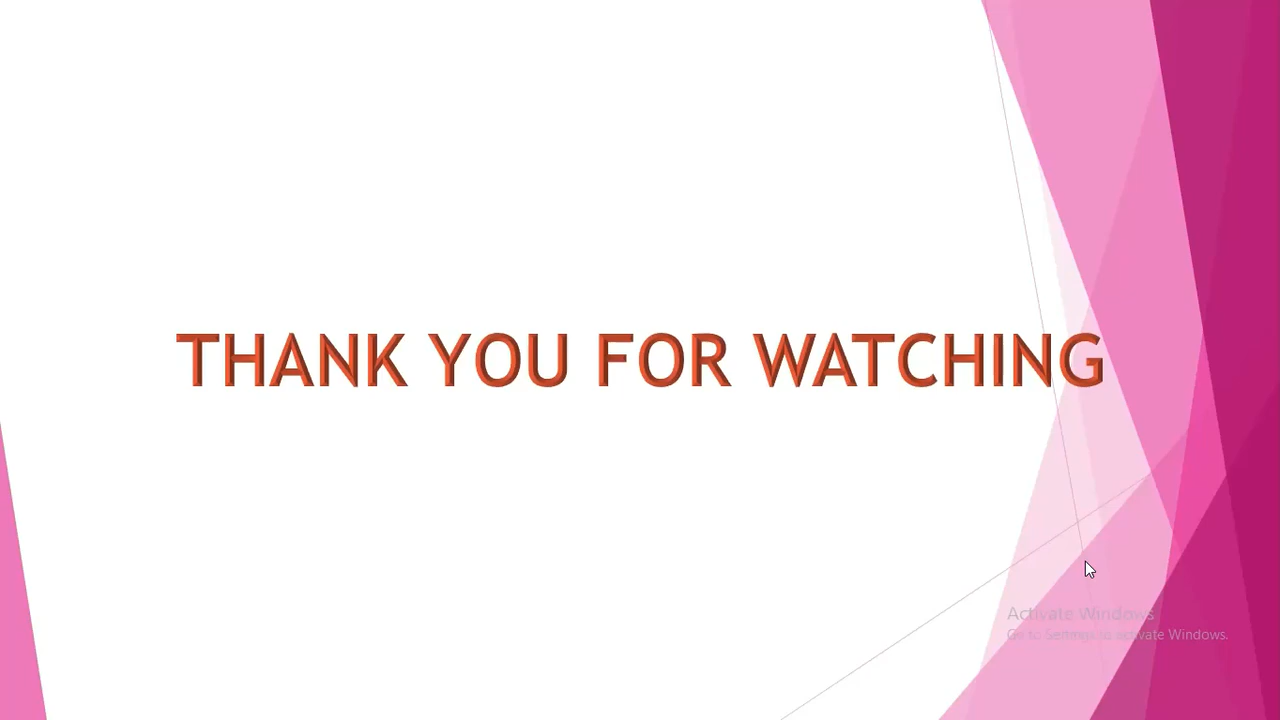 THANK YOU FOR WATCHING
Activate Windows
Go to Settings to activate Windows.